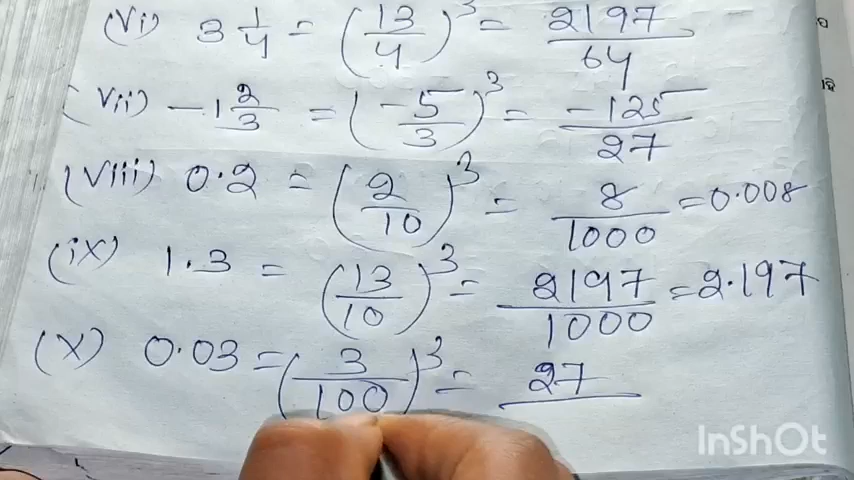 (vi) 3 1/4 = (13/4)^3 = 2197/64
(vii) -1 2/3 = (-5/3)^3 = -125/27
(viii) 0.2 = (2/10)^3 = 8/1000 = 0.008
(ix) 1.3 = (13/10)^3 = 2197/1000 = 2.197
(x) 0.03 = (3/100)^3 = 27/
InShOt